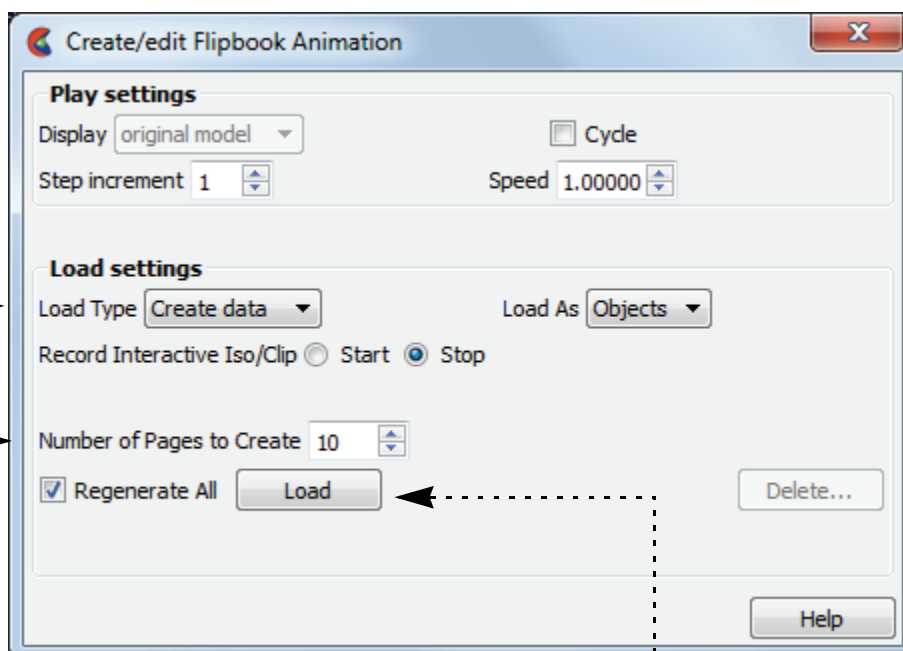 Create/edit Flipbook Animation
Play settings
Display original model Cycle
Step increment 1 Speed 1.00000
Load settings
Load Type Create data Load As Objects
Record Interactive Iso/Clip Start Stop
Number of Pages to Create 10
Regenerate All Load Delete...
Help